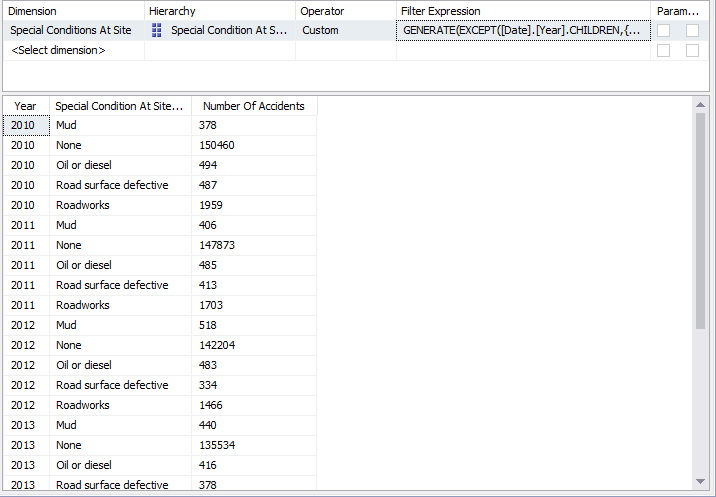 Dimension Hierarchy Operator Filter Expression Param...
Special Conditions At Site Special Condition At S... Custom GENERATE(EXCEPT([Date].[Year].CHILDREN,{...
<Select dimension>
Year Special Condition At Site... Number Of Accidents
2010 Mud 378
2010 None 150460
2010 Oil or diesel 494
2010 Road surface defective 487
2010 Roadworks 1959
2011 Mud 406
2011 None 147873
2011 Oil or diesel 485
2011 Road surface defective 413
2011 Roadworks 1703
2012 Mud 518
2012 None 142204
2012 Oil or diesel 483
2012 Road surface defective 334
2012 Roadworks 1466
2013 Mud 440
2013 None 135534
2013 Oil or diesel 416
2013 Road surface defective 378